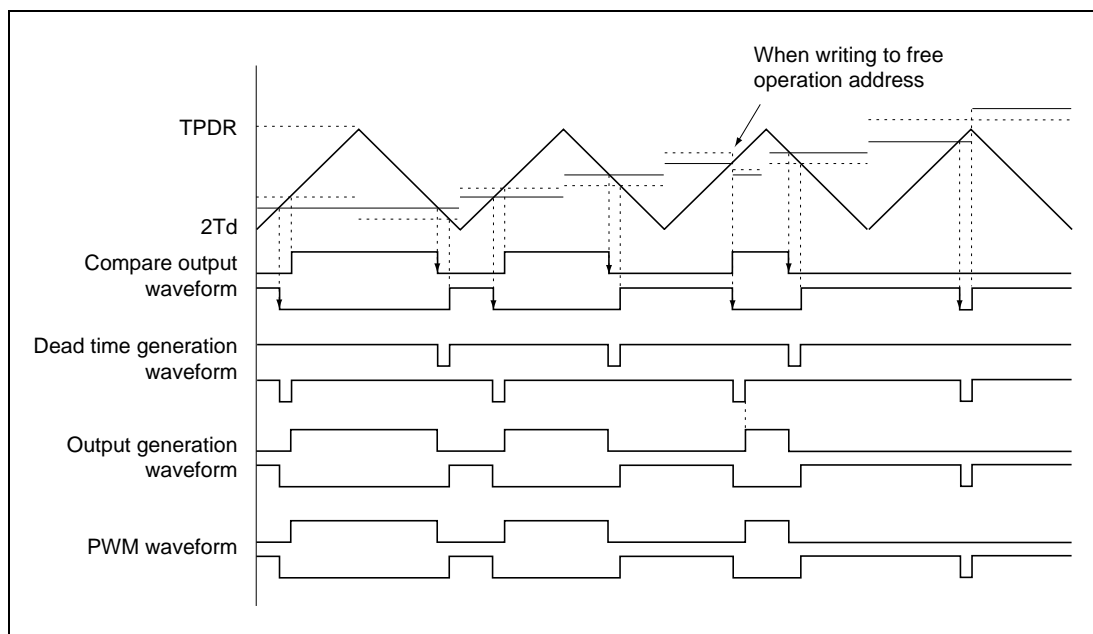 When writing to free
operation address
TPDR
2Td
Compare output
waveform
Dead time generation
waveform
Output generation
waveform
PWM waveform